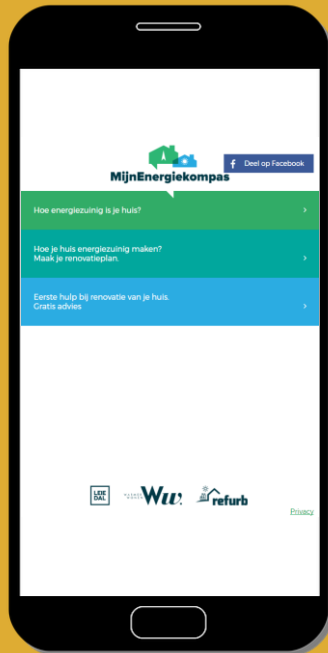 Deel op Facebook
MijnEnergiekompas
Hoe energiezuinig is je huis?
Hoe je huis energiezuinig maken?
Maak je renovatieplan.
Eerste hulp bij renovatie van je huis.
Gratis advies
LEIE
DAL
Wv.
refurb
Privacy